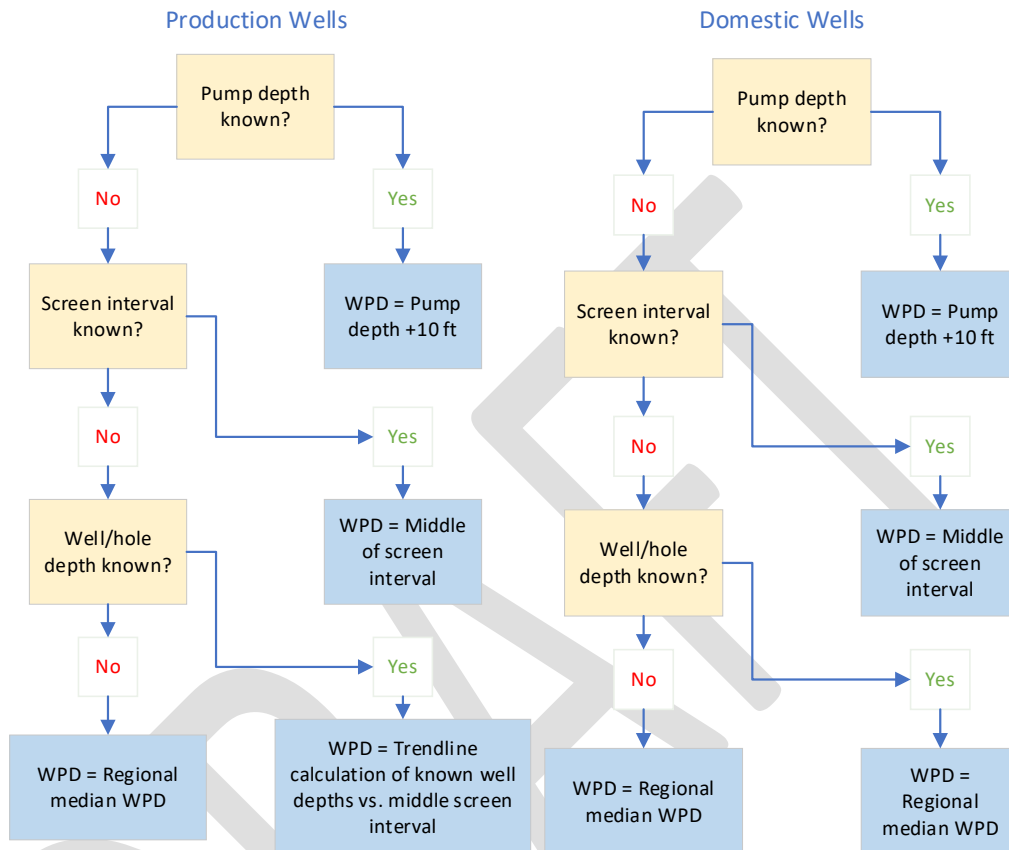 Production Wells
Pump depth
known?
No
Yes
Screen interval
known?
WPD = Pump
depth +10 ft
No
Yes
Well/hole
depth known?
WPD = Middle
of screen
interval
No
Yes
WPD = Regional
median WPD
WPD = Trendline
calculation of known well
depths vs. middle screen
interval
Domestic Wells
Pump depth
known?
No
Yes
Screen interval
known?
WPD = Pump
depth +10 ft
No
Yes
Well/hole
depth known?
WPD = Middle
of screen
interval
No
Yes
WPD = Regional
median WPD
WPD =
Regional
median WPD